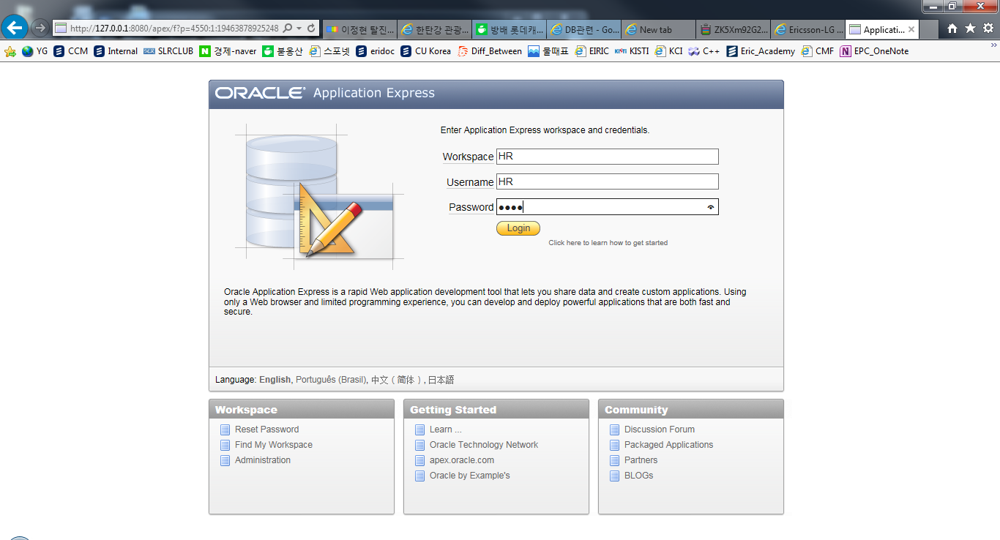 http://127.0.0.1:8080/apex/f?p=4550:1:19463878925248
이정현 탈진...
한탄강 관광...
방배 롯데캐...
DB관련 - Go...
New tab
ZK5Xm92G2...
Ericsson-LG ...
Applicati...
YG
CCM
Internal
SLRCLUB
경제-naver
붇옹산
스포넷
eridoc
CU Korea
Diff_Between
물때표
EIRIC
KISTI KISTI
KCI
C++
Eric_Academy
CMF
EPC_OneNote
ORACLE Application Express
Enter Application Express workspace and credentials.
Workspace HR
Username HR
Password ●●●●
Login
Click here to learn how to get started
Oracle Application Express is a rapid Web application development tool that lets you share data and create custom applications. Using
only a Web browser and limited programming experience, you can develop and deploy powerful applications that are both fast and
secure.
Language: English, Português (Brasil), 中文（简体）, 日本語
Workspace
Reset Password
Find My Workspace
Administration
Getting Started
Learn ...
Oracle Technology Network
apex.oracle.com
Oracle by Example's
Community
Discussion Forum
Packaged Applications
Partners
BLOGs